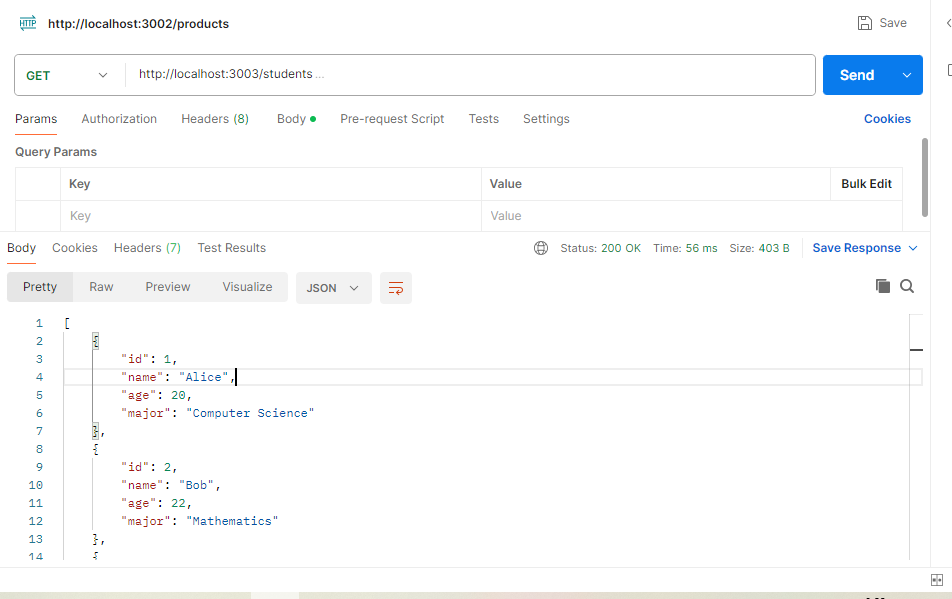 HTTP http://localhost:3002/products Save
GET http://localhost:3003/students ... Send
Params Authorization Headers (8) Body Pre-request Script Tests Settings Cookies
Query Params
Key Value Bulk Edit
Key Value
Body Cookies Headers (7) Test Results Status: 200 OK Time: 56 ms Size: 403 B Save Response
Pretty Raw Preview Visualize JSON
1 [
2 {
3 "id": 1,
4 "name": "Alice",
5 "age": 20,
6 "major": "Computer Science"
7 },
8 {
9 "id": 2,
10 "name": "Bob",
11 "age": 22,
12 "major": "Mathematics"
13 },
14 {